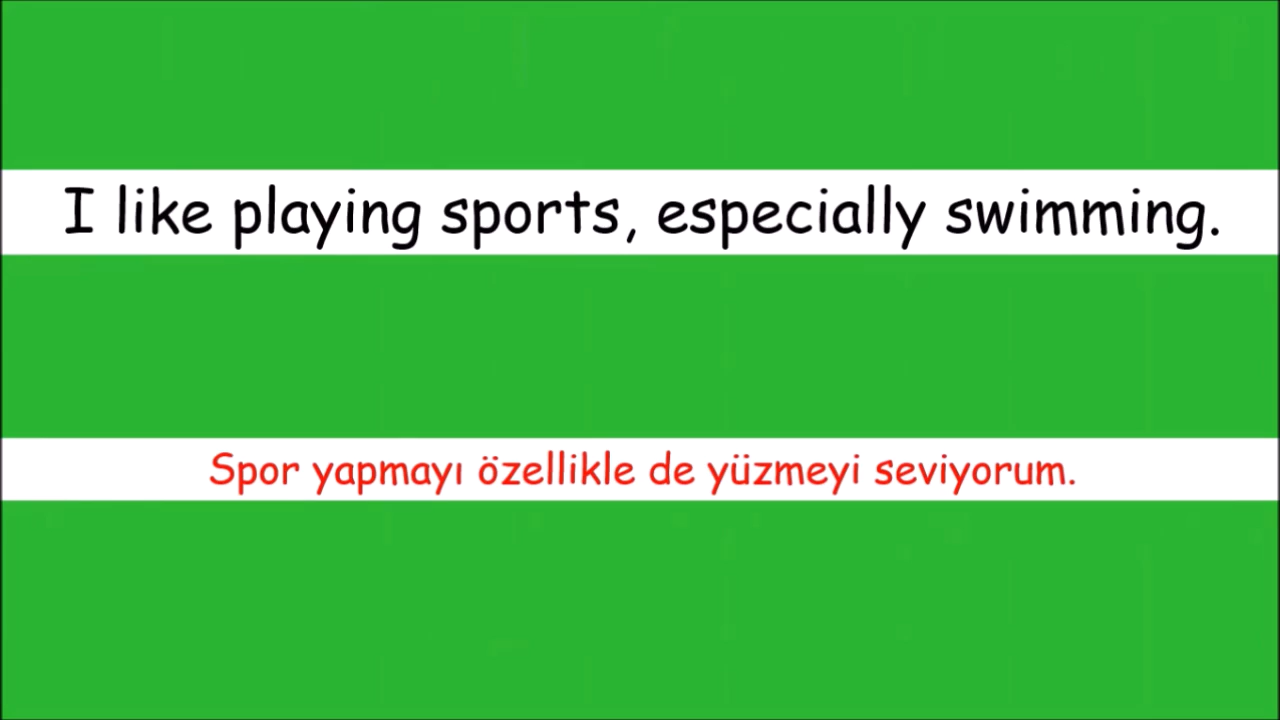 I like playing sports, especially swimming.
Spor yapmayı özellikle de yüzmeyi seviyorum.